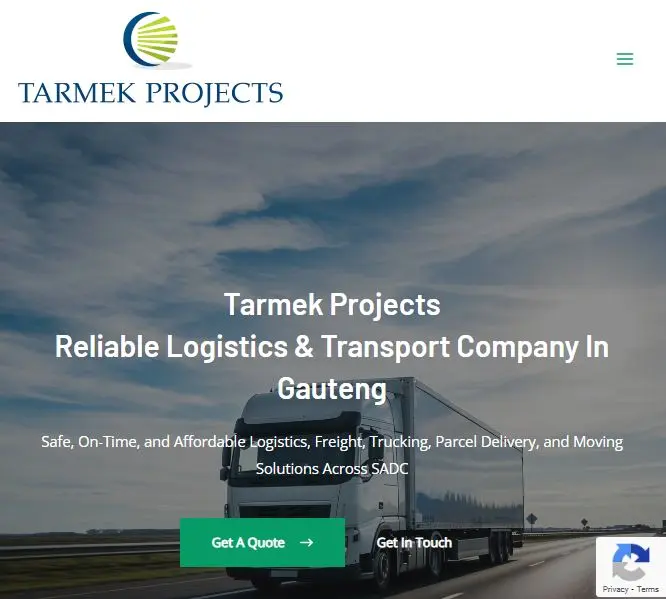 TARMEK PROJECTS
Tarmek Projects
Reliable Logistics & Transport Company In
Gauteng
Safe, On-Time, and Affordable Logistics, Freight, Trucking, Parcel Delivery, and Moving
Solutions Across SADC
Get A Quote →
Get In Touch
Privacy - Terms